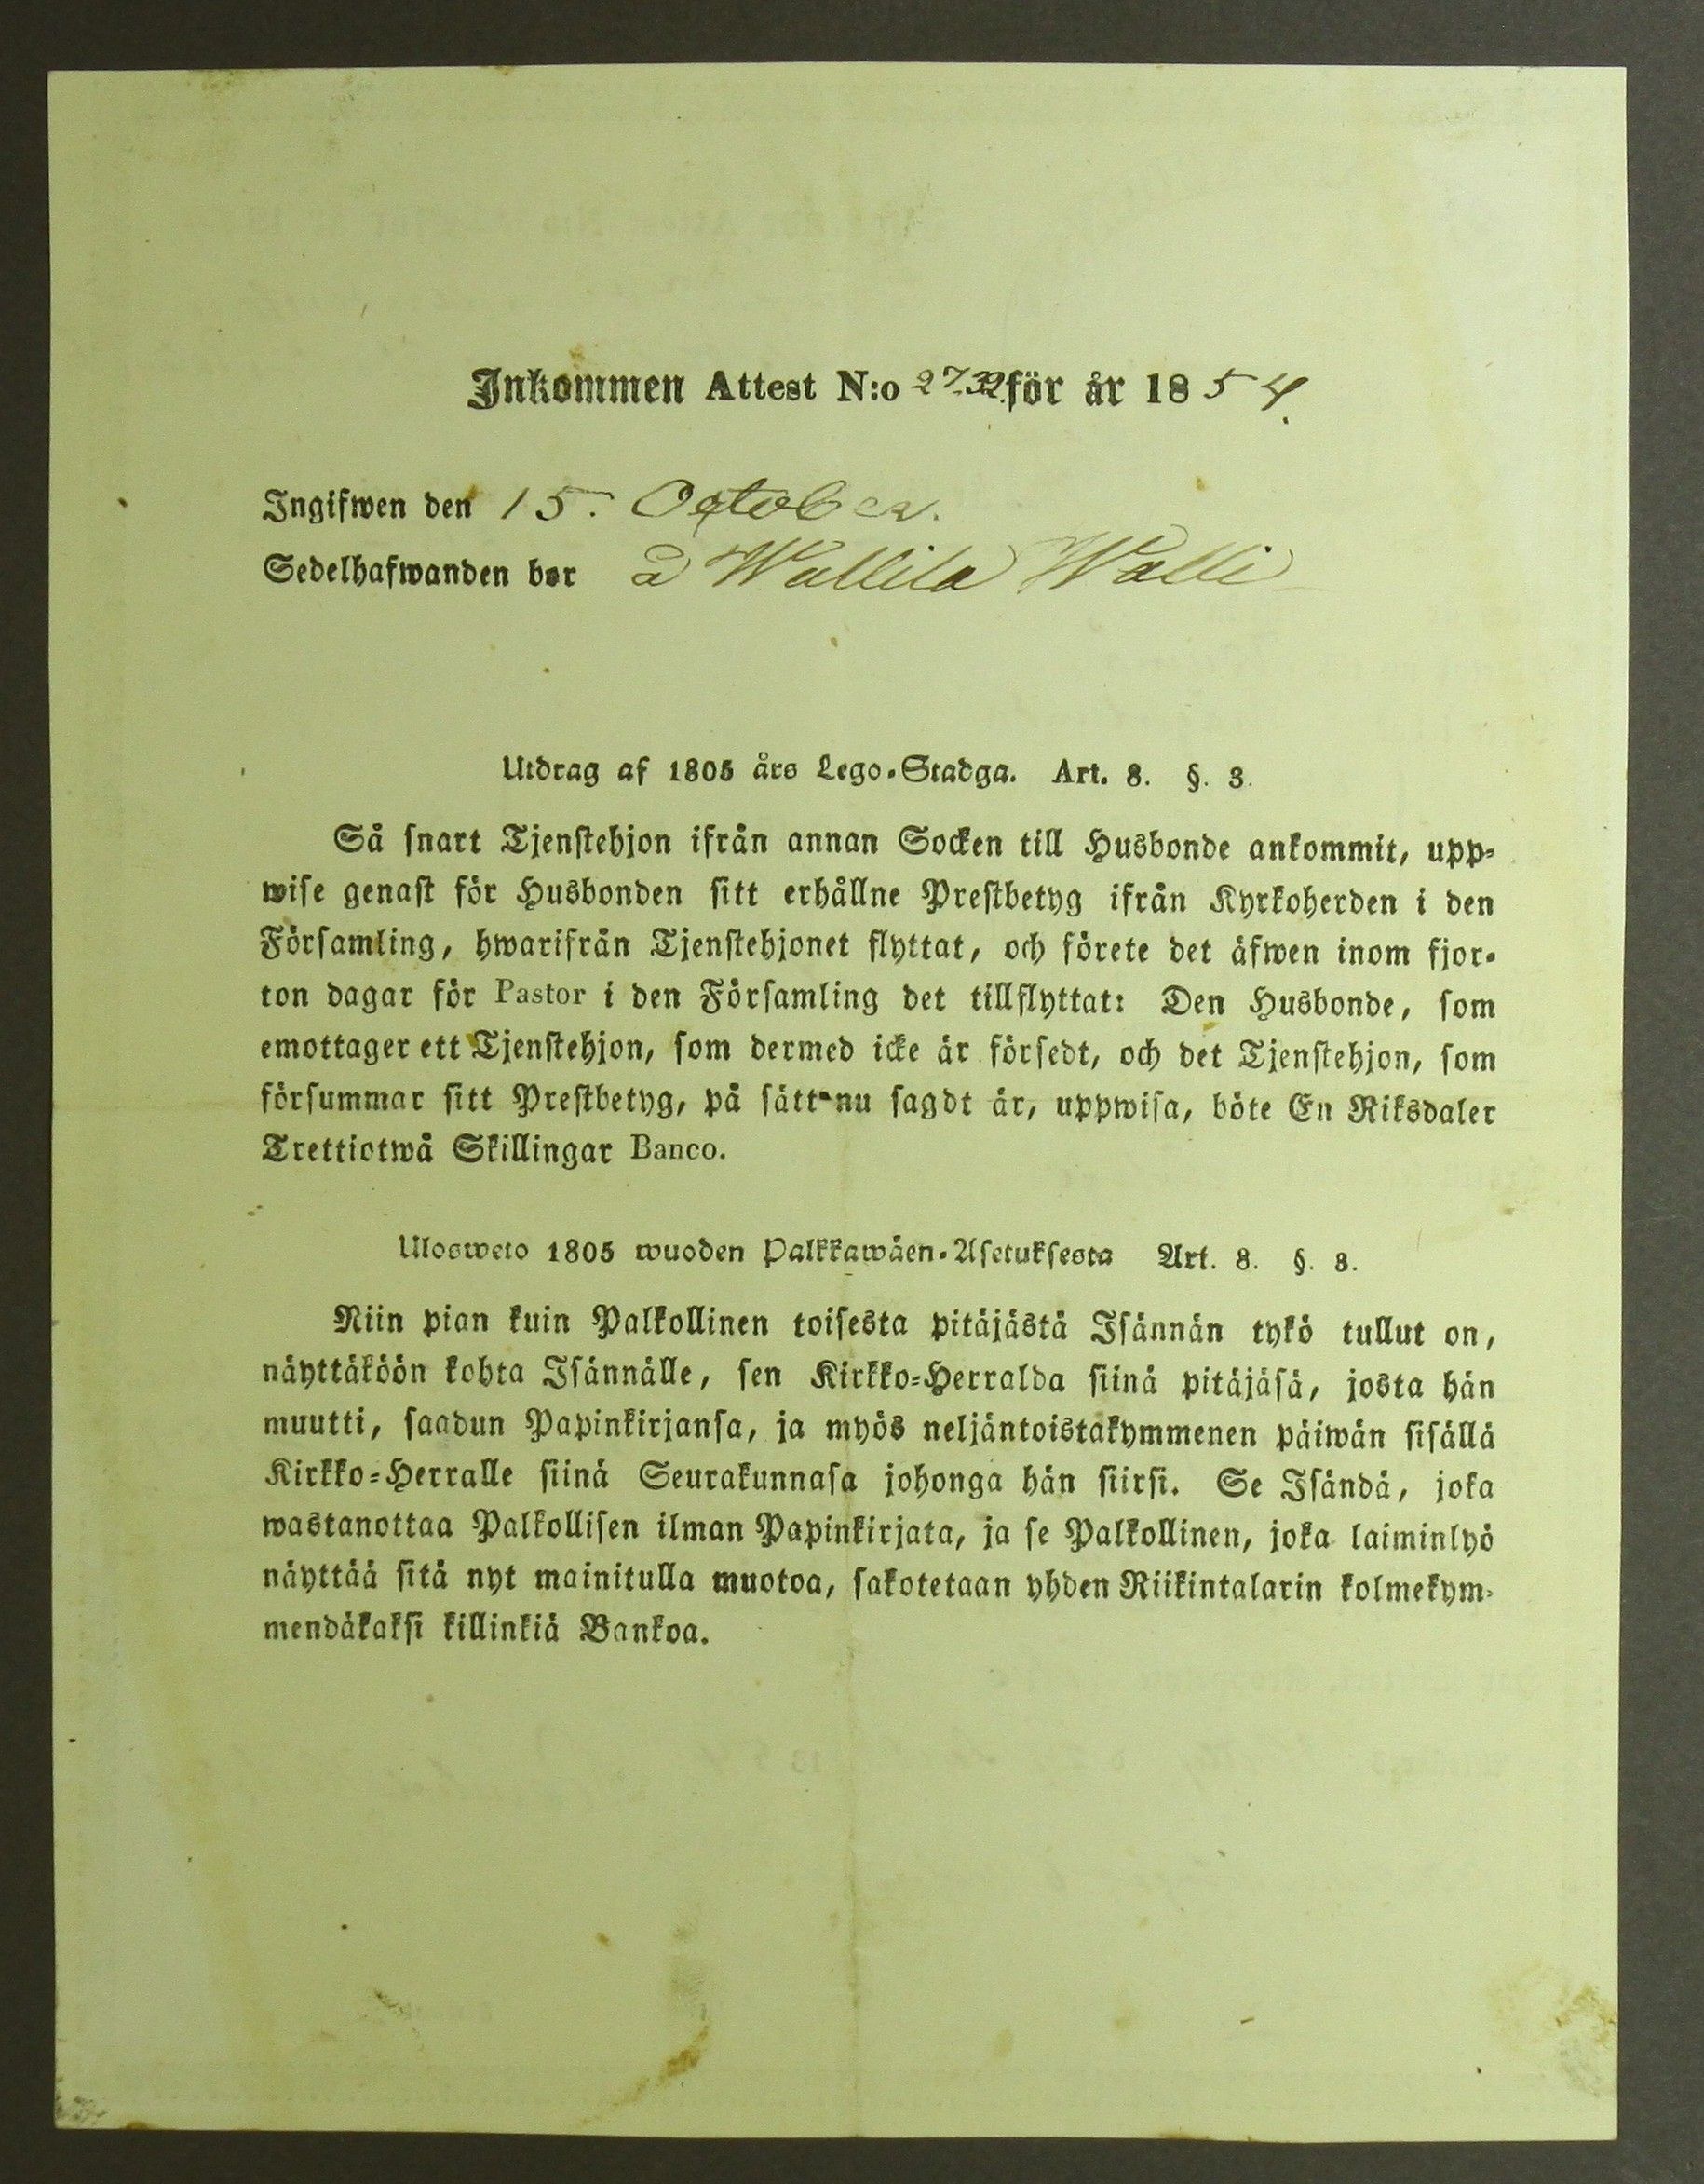 Inkommen Attest N:o 27.32. för år 1854.
Ingifwen den 15. October.
Sedelhafwanden bor å Wallila Walli
Utdrag af 1805 års Lego-Stadga. Art. 8. §. 3.
Så snart Tjenstehjon ifrån annan Socken till Husbonde ankommit, upp-
wise genast för Husbonden sitt erhållne Prestbetyg ifrån Kyrkoherden i den
Församling, hwarifrån Tjenstehjonet flyttat, och förete det äfwen inom fjor-
ton dagar för Pastor i den Församling det tillflyttat: Den Husbonde, som
emottager ett Tjenstehjon, som dermed icke är försedt, och det Tjenstehjon, som
försummar sitt Prestbetyg, på sätt nu sagdt är, uppwisa, böte En Riksdaler
Trettiotwå Skillingar Banco.
Ulosweto 1805 wuoden Palkkawäen-Asetuksesta Art. 8. §. 3.
Niin pian kuin Palkollinen toisesta pitäjästä Isännän tykö tullut on,
näyttäköön kohta Isännälle, sen Kirkko-Herralda siinä pitäjäsä, josta hän
muutti, saadun Papinkirjansa, ja myös neljäntoistakymmenen päiwän sisällä
Kirkko-Herralle siinä Seurakunnasa johonga hän siirsi. Se Isändä, joka
wastanottaa Palkollisen ilman Papinkirjata, ja se Palkollinen, joka laiminlyö
näyttää sitä nyt mainitulla muotoa, sakotetaan yhden Riikintalarin kolmekym-
mendäkaksi killinkiä Bankoa.